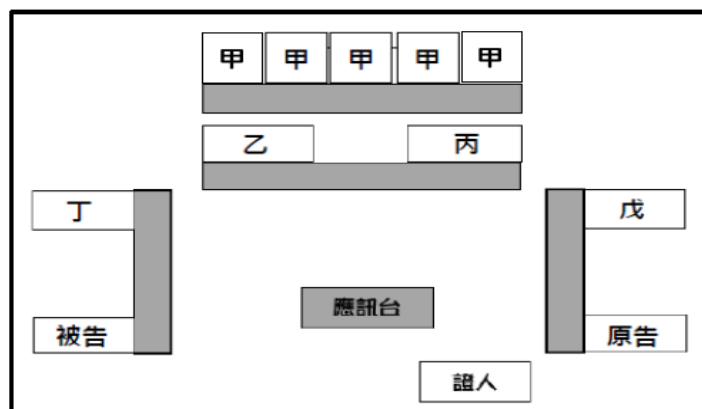 甲 甲 甲 甲 甲
乙 丙
丁 戊
應訊台
被告 原告
證人